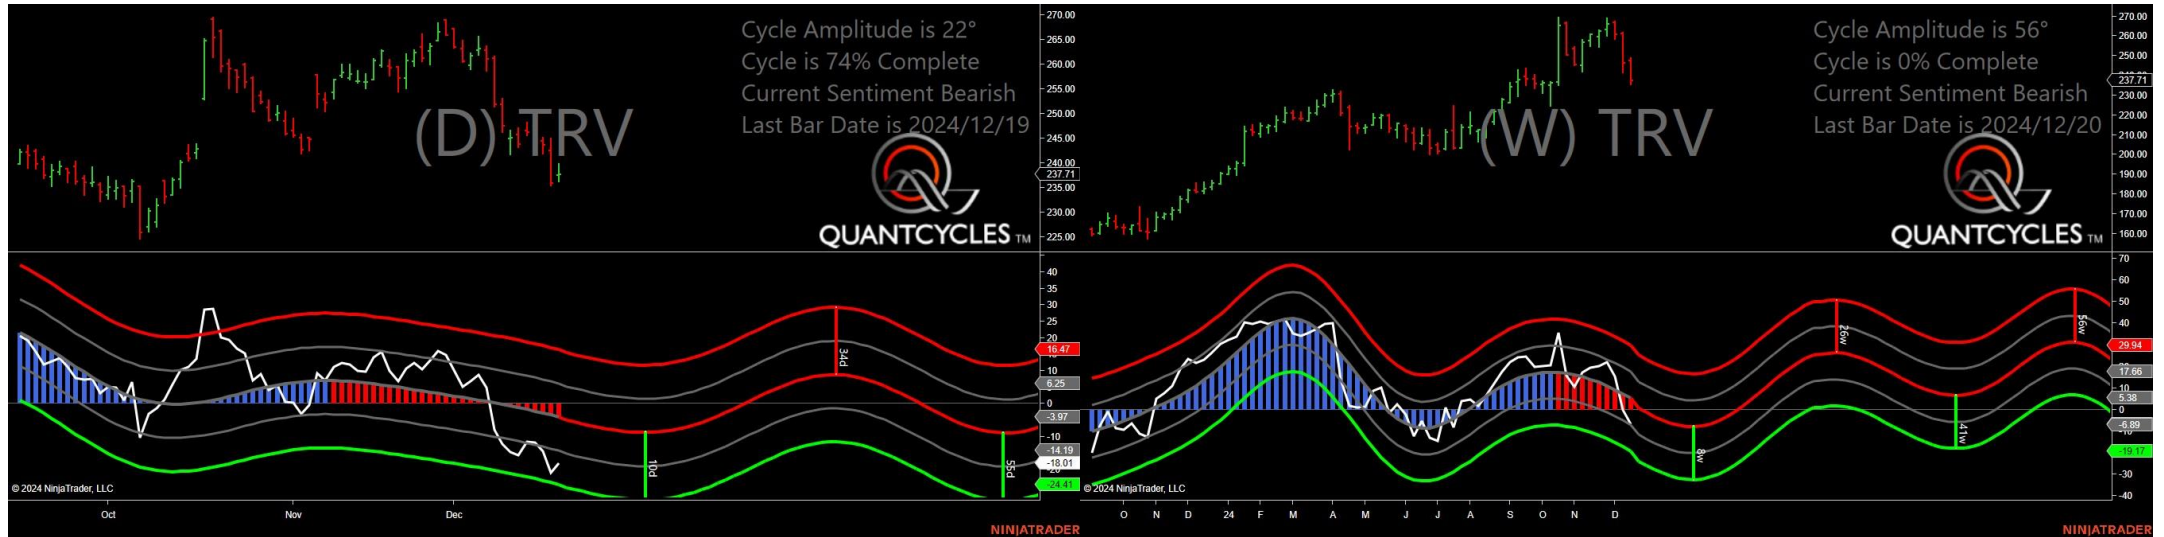 Cycle Amplitude is 22°
Cycle is 74% Complete
Current Sentiment Bearish
Last Bar Date is 2024/12/19
(D) TRV
QUANTCYCLES TM
270.00
265.00
260.00
255.00
250.00
245.00
240.00
237.71
235.00
230.00
225.00
40
35
30
25
20
16.47
10
6.25
0
-3.97
-10
-14.19
-18.01
-24.41
34d
10d
55d
© 2024 NinjaTrader, LLC
Oct Nov Dec
NINJATRADER
Cycle Amplitude is 56°
Cycle is 0% Complete
Current Sentiment Bearish
Last Bar Date is 2024/12/20
(W) TRV
QUANTCYCLES TM
270.00
260.00
250.00
237.71
230.00
220.00
210.00
200.00
190.00
180.00
170.00
160.00
70
60
50
40
29.94
17.66
10
5.38
0
-6.89
-19.17
-30
-40
26w
56w
8w
41w
© 2024 NinjaTrader, LLC
O N D 24 F M A M J J A S O N D
NINJATRADER